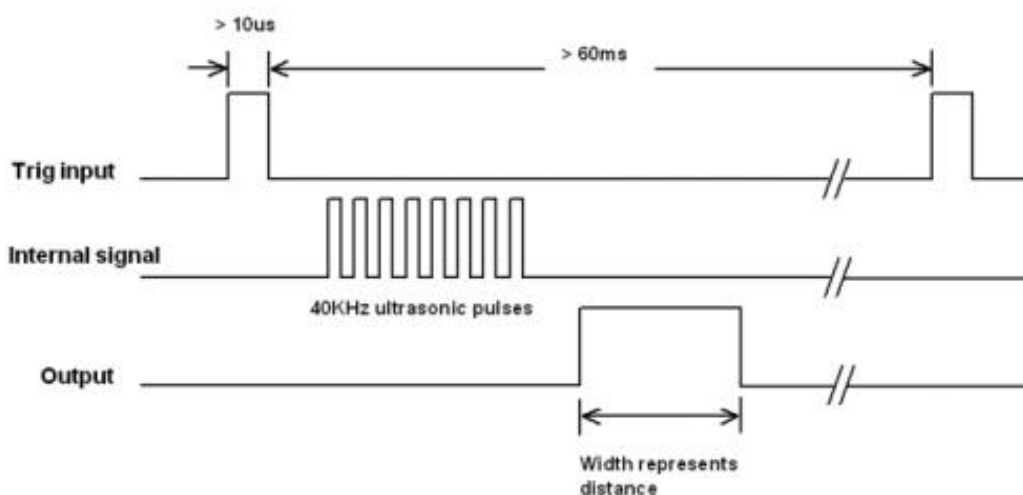 > 10us
> 60ms
Trig input
Internal signal
40KHz ultrasonic pulses
Output
Width represents
distance